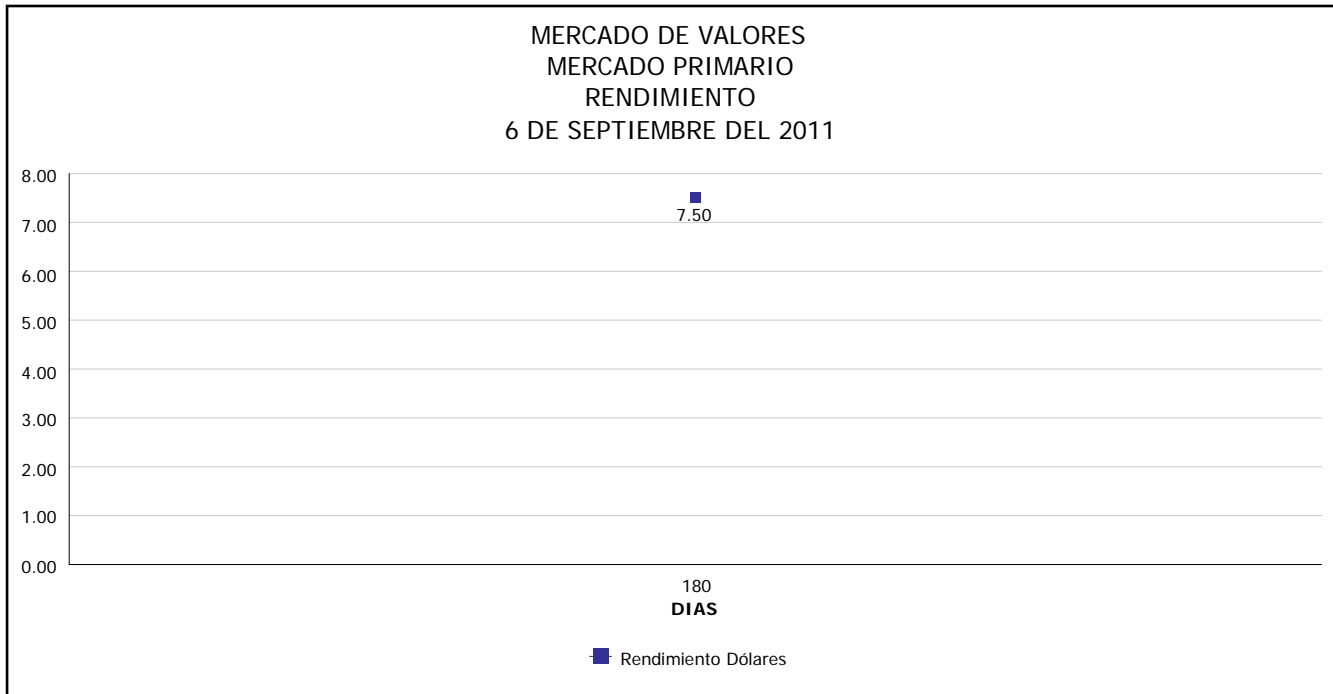 MERCADO DE VALORES
MERCADO PRIMARIO
RENDIMIENTO
6 DE SEPTIEMBRE DEL 2011
8.00
7.00
6.00
5.00
4.00
3.00
2.00
1.00
0.00
7.50
180
DIAS
Rendimiento Dólares